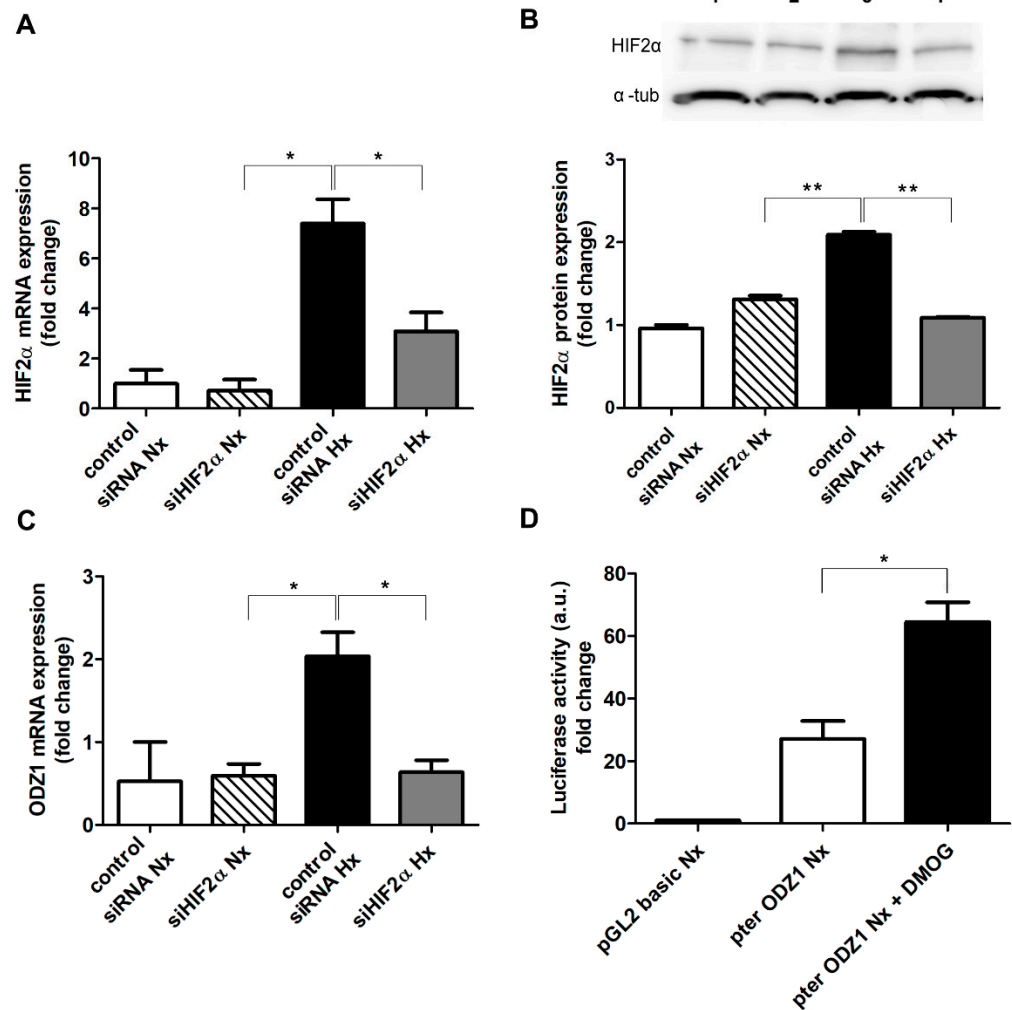 A
HIF2α mRNA expression
(fold change)
10
8
6
4
2
0
*
*
control
siRNA Nx
siHIF2α Nx
control
siRNA Hx
siHIF2α Hx
B
HIF2α
α -tub
HIF2α protein expression
(fold change)
3
2
1
0
**
**
control
siRNA Nx
siHIF2α Nx
control
siRNA Hx
siHIF2α Hx
C
ODZ1 mRNA expression
(fold change)
3
2
1
0
*
*
control
siRNA Nx
siHIF2α Nx
control
siRNA Hx
siHIF2α Hx
D
Luciferase activity (a.u.)
fold change
80
60
40
20
0
*
pGL2 basic Nx
pter ODZ1 Nx
pter ODZ1 Nx + DMOG